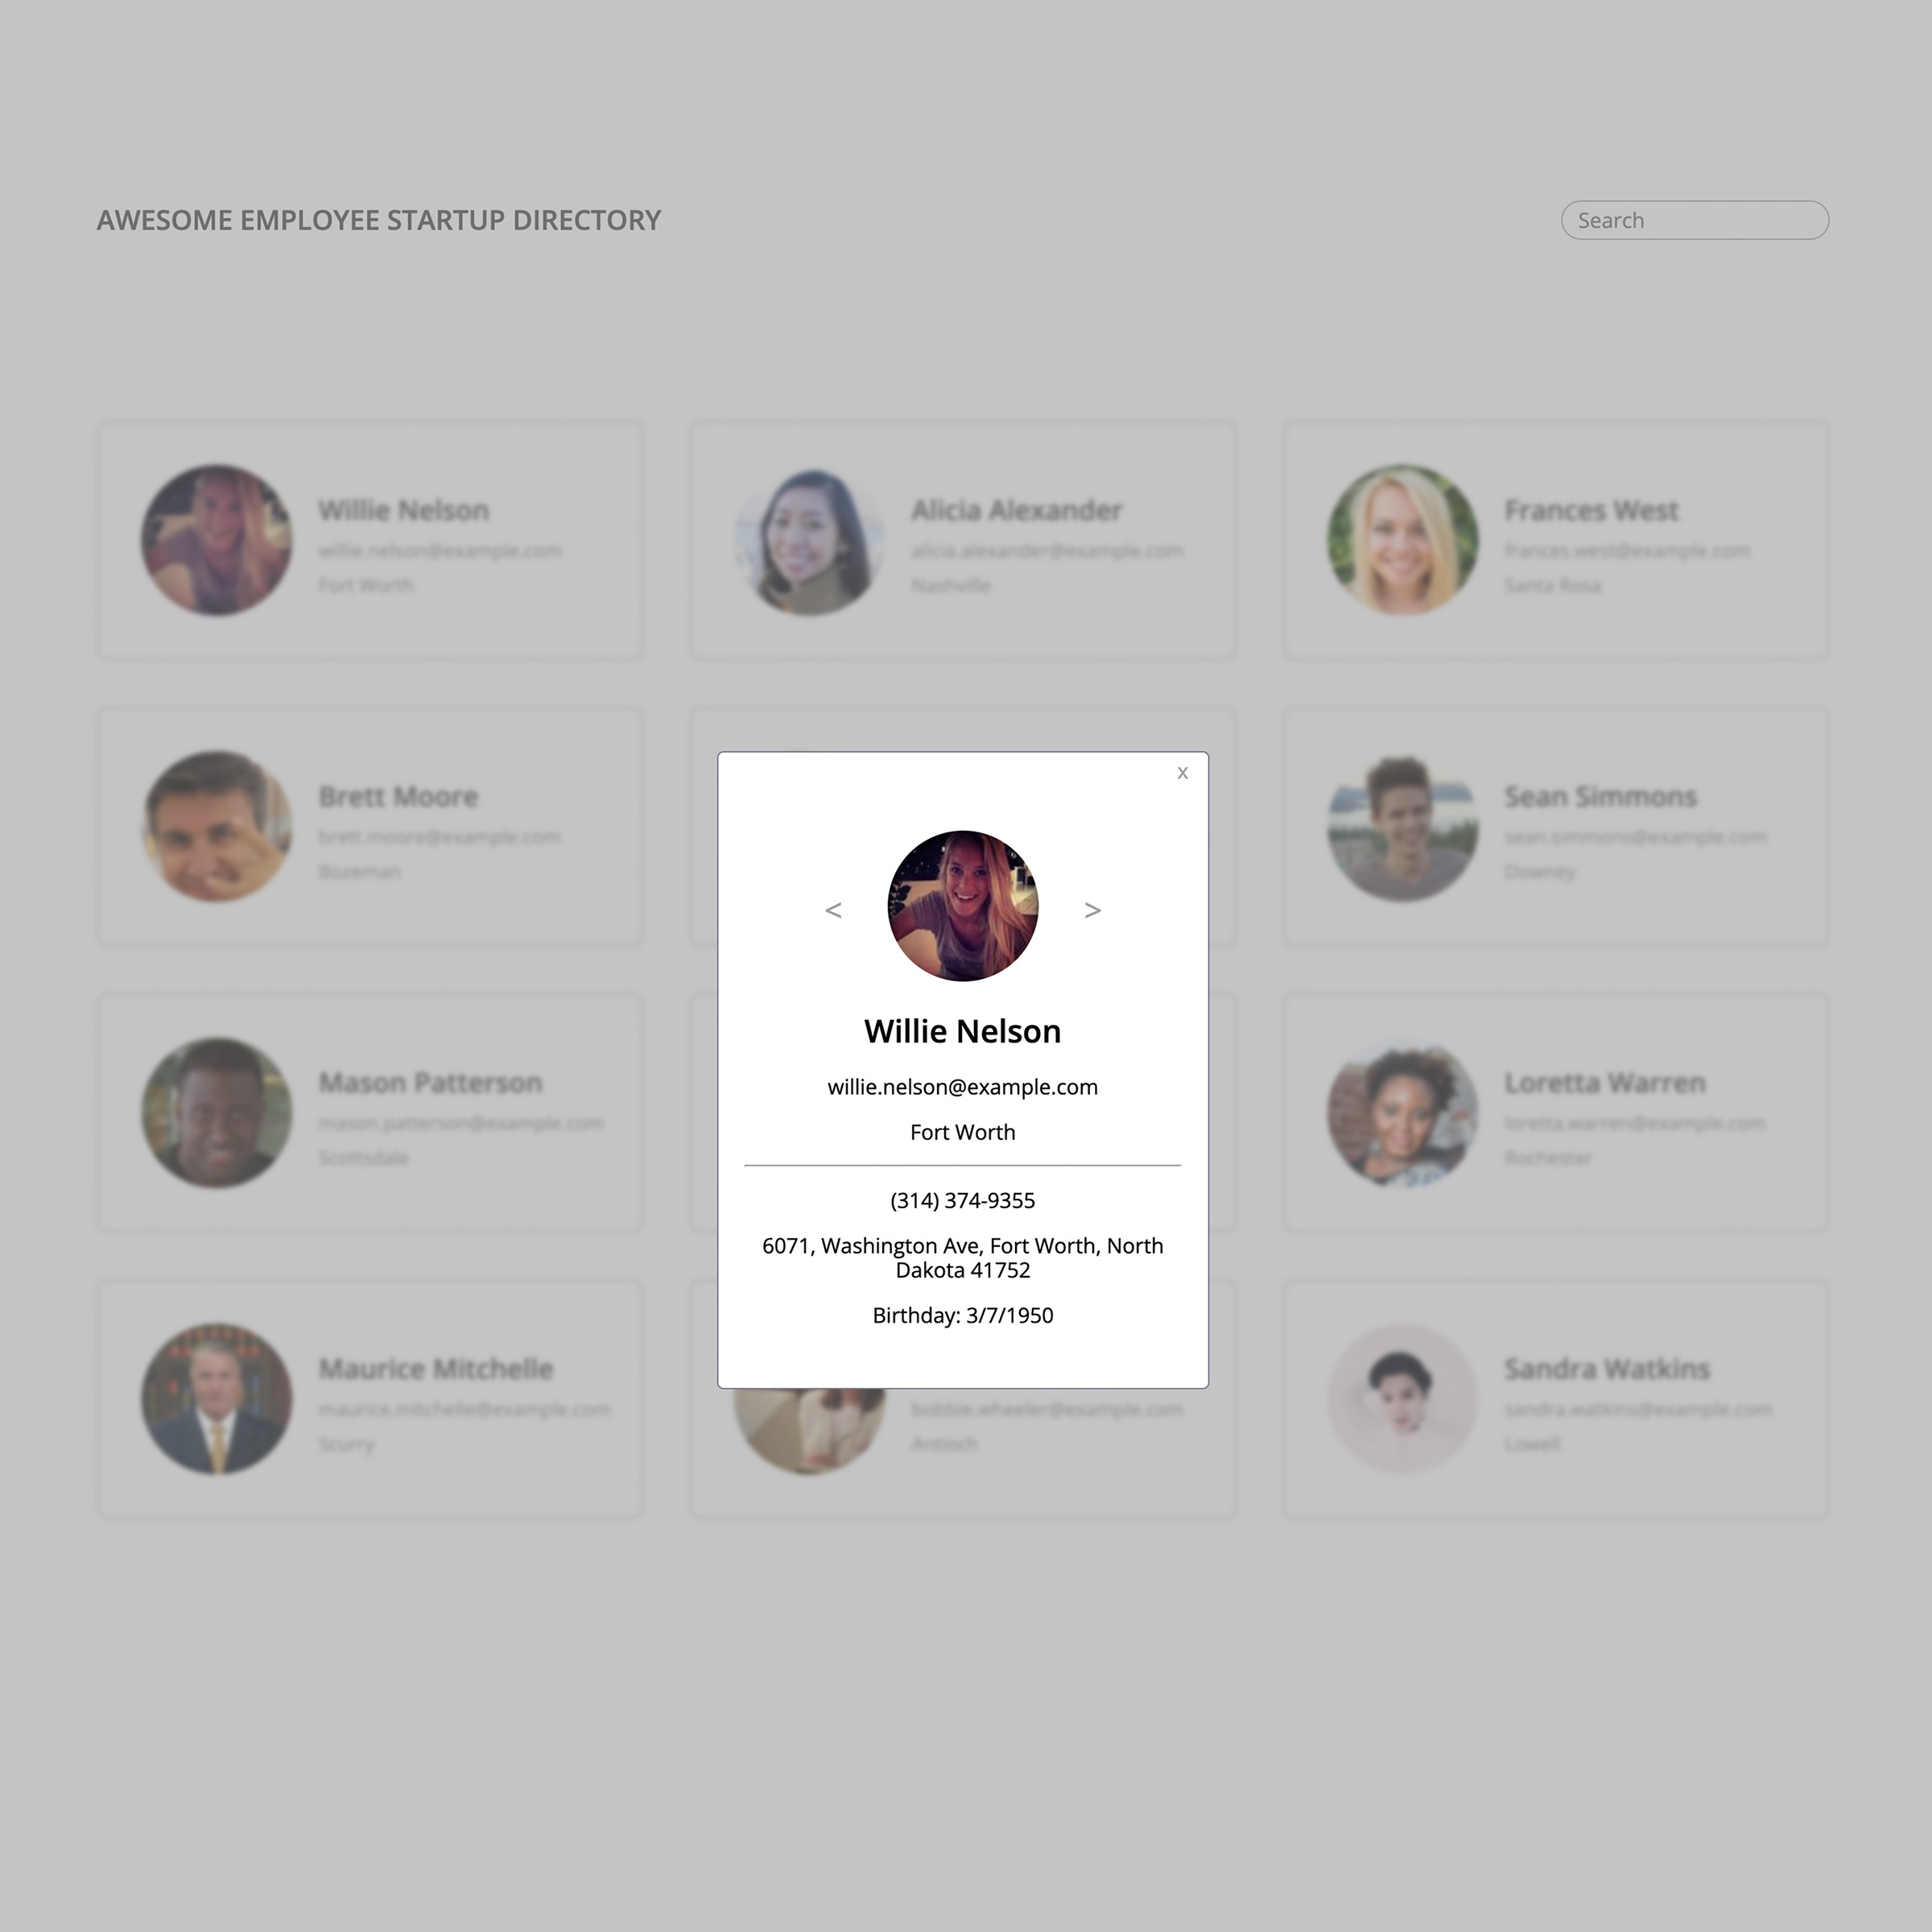 AWESOME EMPLOYEE STARTUP DIRECTORY
Search
Willie Nelson
willie.nelson@example.com
Fort Worth
Alicia Alexander
alicia.alexander@example.com
Nashville
Frances West
frances.west@example.com
Santa Rosa
Brett Moore
brett.moore@example.com
Bozeman
Sean Simmons
sean.simmons@example.com
Downey
x
<
>
Willie Nelson
willie.nelson@example.com
Fort Worth
(314) 374-9355
6071, Washington Ave, Fort Worth, North
Dakota 41752
Birthday: 3/7/1950
Mason Patterson
mason.patterson@example.com
Scottsdale
Loretta Warren
loretta.warren@example.com
Rochester
Maurice Mitchelle
maurice.mitchelle@example.com
Scurry
bobbie.wheeler@example.com
Antioch
Sandra Watkins
sandra.watkins@example.com
Lowell